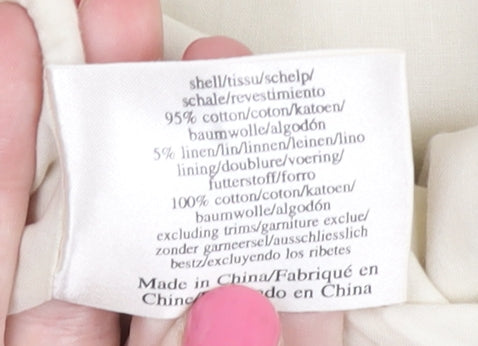 shell/tissu/schelp/
schale/revestimiento
95% cotton/coton/katoen/
baumwolle/algodón
5% linen/lin/linnen/leinen/lino
lining/doublure/voering/
futterstoff/forro
100% cotton/coton/katoen/
baumwolle/algodón
excluding trims/garniture exclue/
zonder garneersel/ausschliesslich
bestz/excluyendo los ribetes
Made in China/Fabriqué en
en China